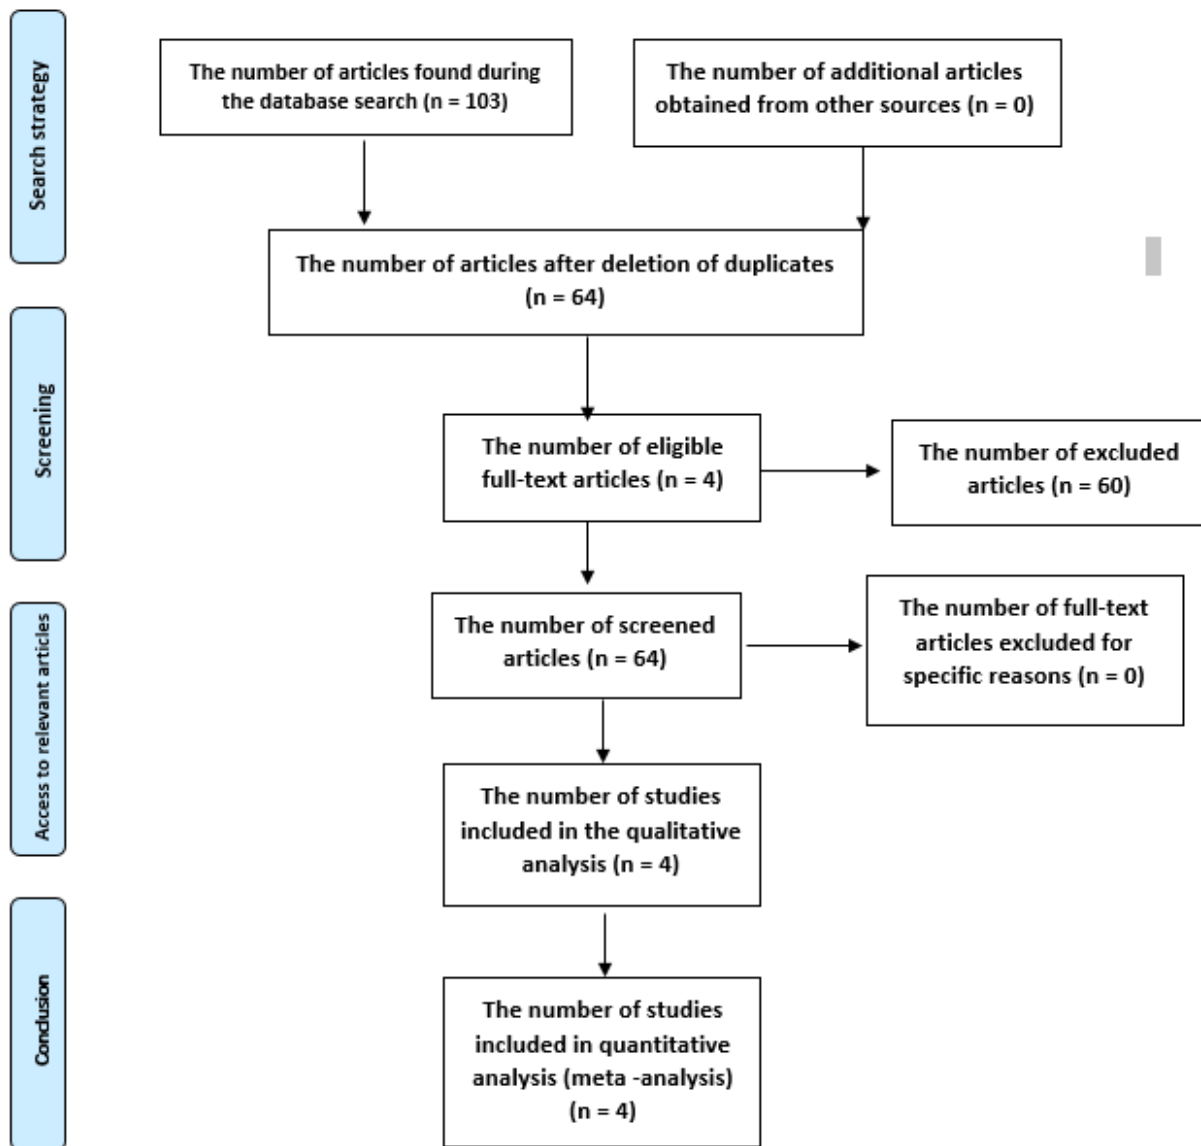 Search strategy
The number of articles found during
the database search (n = 103)
The number of additional articles
obtained from other sources (n = 0)
The number of articles after deletion of duplicates
(n = 64)
Screening
The number of eligible
full-text articles (n = 4)
The number of excluded
articles (n = 60)
Access to relevant articles
The number of screened
articles (n = 64)
The number of full-text
articles excluded for
specific reasons (n = 0)
The number of studies
included in the qualitative
analysis (n = 4)
Conclusion
The number of studies
included in quantitative
analysis (meta -analysis)
(n = 4)